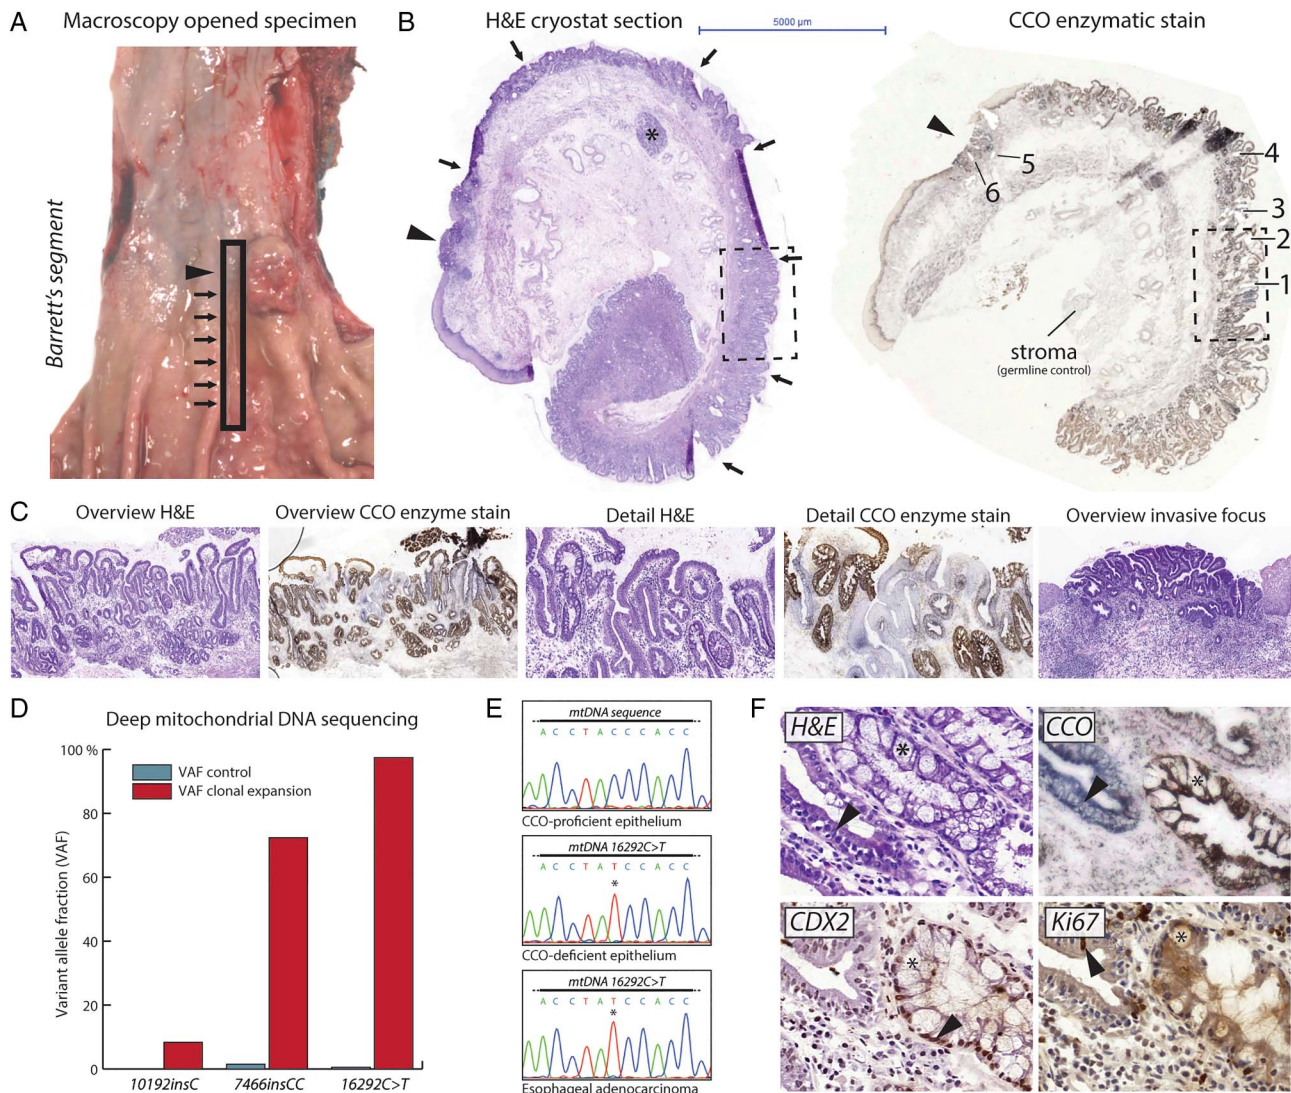 A Macroscopy opened specimen
Barrett's segment
B H&E cryostat section
5000 µm
CCO enzymatic stain
*
4
5
6
3
2
1
stroma
(germline control)
C Overview H&E
Overview CCO enzyme stain
Detail H&E
Detail CCO enzyme stain
Overview invasive focus
D Deep mitochondrial DNA sequencing
100 %
80
60
40
20
0
Variant allele fraction (VAF)
VAF control
VAF clonal expansion
10192insC 7466insCC 16292C>T
E
mtDNA sequence
A C C T A C C C A C C
CCO-proficient epithelium
mtDNA 16292C>T
A C C T A T C C A C C
*
CCO-deficient epithelium
mtDNA 16292C>T
A C C T A T C C A C C
*
Esophageal adenocarcinoma
F
H&E
*
CCO
*
CDX2
*
Ki67
*